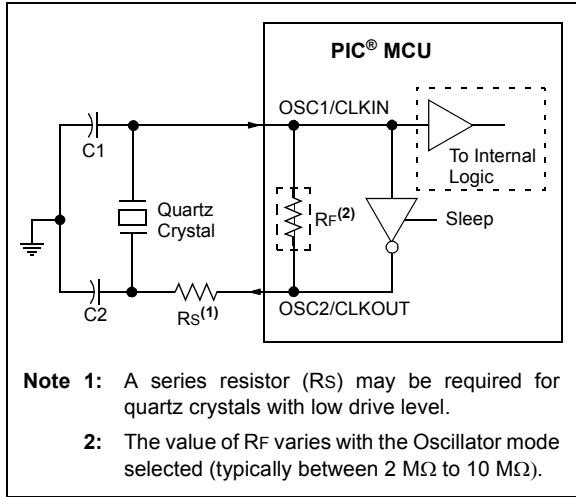 PIC® MCU
OSC1/CLKIN
C1
To Internal
Logic
Quartz
Crystal
RF(2)
Sleep
C2
RS(1)
OSC2/CLKOUT
Note 1: A series resistor (RS) may be required for
quartz crystals with low drive level.
2: The value of RF varies with the Oscillator mode
selected (typically between 2 MΩ to 10 MΩ).